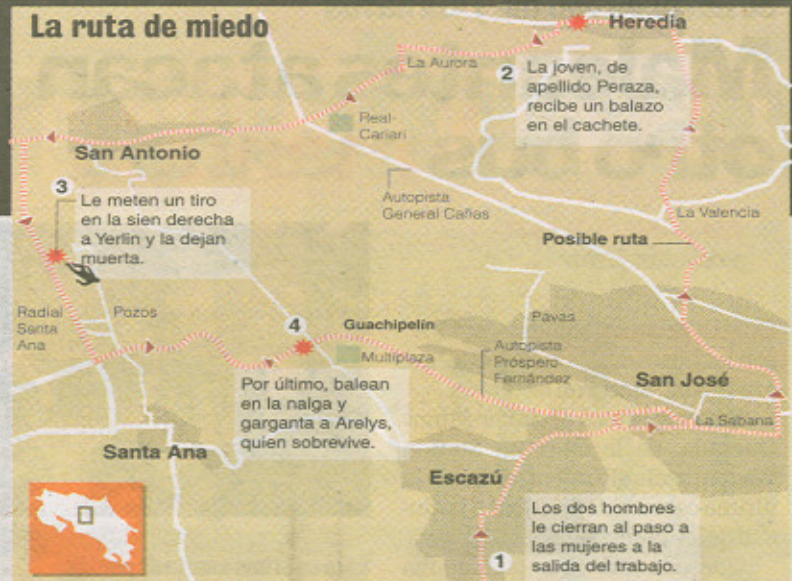 La ruta de miedo
Heredia
La Aurora
2
La joven, de
apellido Peraza,
recibe un balazo
en el cachete.
Real-
Cariari
San Antonio
3
Le meten un tiro
en la sien derecha
a Yerlin y la dejan
muerta.
Autopista
General Cañas
La Valencia
Posible ruta
Radial
Santa
Ana
Pozos
4
Guachipelín
Pavas
Multiplaza
Autopista
Próspero
Fernández
Por último, balean
en la nalga y
garganta a Arelys,
quien sobrevive.
San José
La Sabana
Santa Ana
Escazú
Los dos hombres
le cierran al paso a
las mujeres a la
salida del trabajo.
1